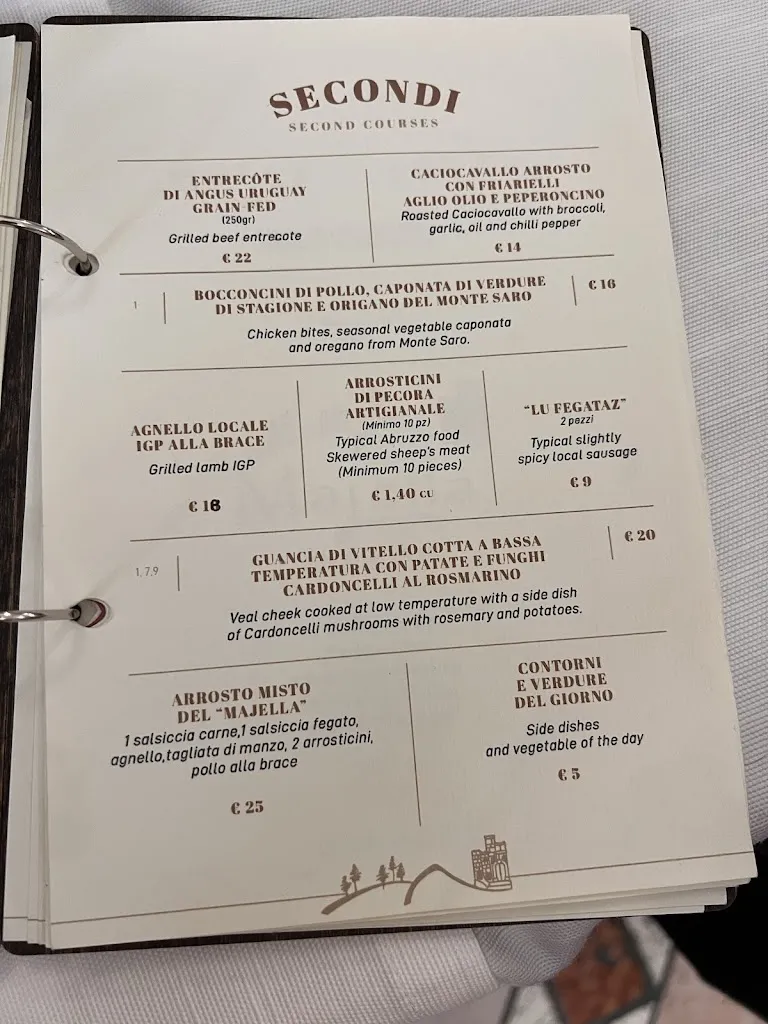 SECONDI
SECOND COURSES
ENTRECÔTE
DI ANGUS URUGUAY
GRAIN-FED
(250gr)
Grilled beef entrecote
€ 22
CACIOCAVALLO ARROSTO
CON FRIARIELLI
AGLIO OLIO E PEPERONCINO
Roasted Caciocavallo with broccoli,
garlic, oil and chilli pepper
€ 14
1
BOCCONCINI DI POLLO, CAPONATA DI VERDURE
DI STAGIONE E ORIGANO DEL MONTE SARO
€ 16
Chicken bites, seasonal vegetable caponata
and oregano from Monte Saro.
AGNELLO LOCALE
IGP ALLA BRACE
Grilled lamb IGP
€ 18
ARROSTICINI
DI PECORA
ARTIGIANALE
(Minimo 10 pz)
Typical Abruzzo food
Skewered sheep's meat
(Minimum 10 pieces)
€ 1,40 CU
"LU FEGATAZ"
2 pezzi
Typical slightly
spicy local sausage
€ 9
1,7,9
GUANCIA DI VITELLO COTTA A BASSA
TEMPERATURA CON PATATE E FUNGHI
CARDONCELLI AL ROSMARINO
€ 20
Veal cheek cooked at low temperature with a side dish
of Cardoncelli mushrooms with rosemary and potatoes.
ARROSTO MISTO
DEL "MAJELLA"
1 salsiccia carne,1 salsiccia fegato,
agnello,tagliata di manzo, 2 arrosticini,
pollo alla brace
€ 25
CONTORNI
E VERDURE
DEL GIORNO
Side dishes
and vegetable of the day
€ 5